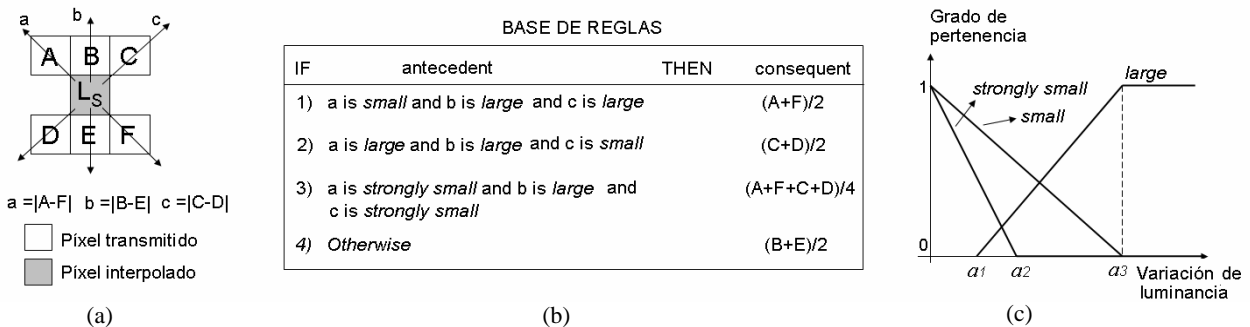 a b c
A B C
L_S
D E F
a =|A-F| b =|B-E| c =|C-D|
Píxel transmitido
Píxel interpolado
(a)
BASE DE REGLAS
IF antecedent THEN consequent
1) a is small and b is large and c is large (A+F)/2
2) a is large and b is large and c is small (C+D)/2
3) a is strongly small and b is large and (A+F+C+D)/4
c is strongly small
4) Otherwise (B+E)/2
(b)
Grado de
pertenencia
large
1
strongly small
small
0
a1 a2 a3 Variación de
luminancia
(c)